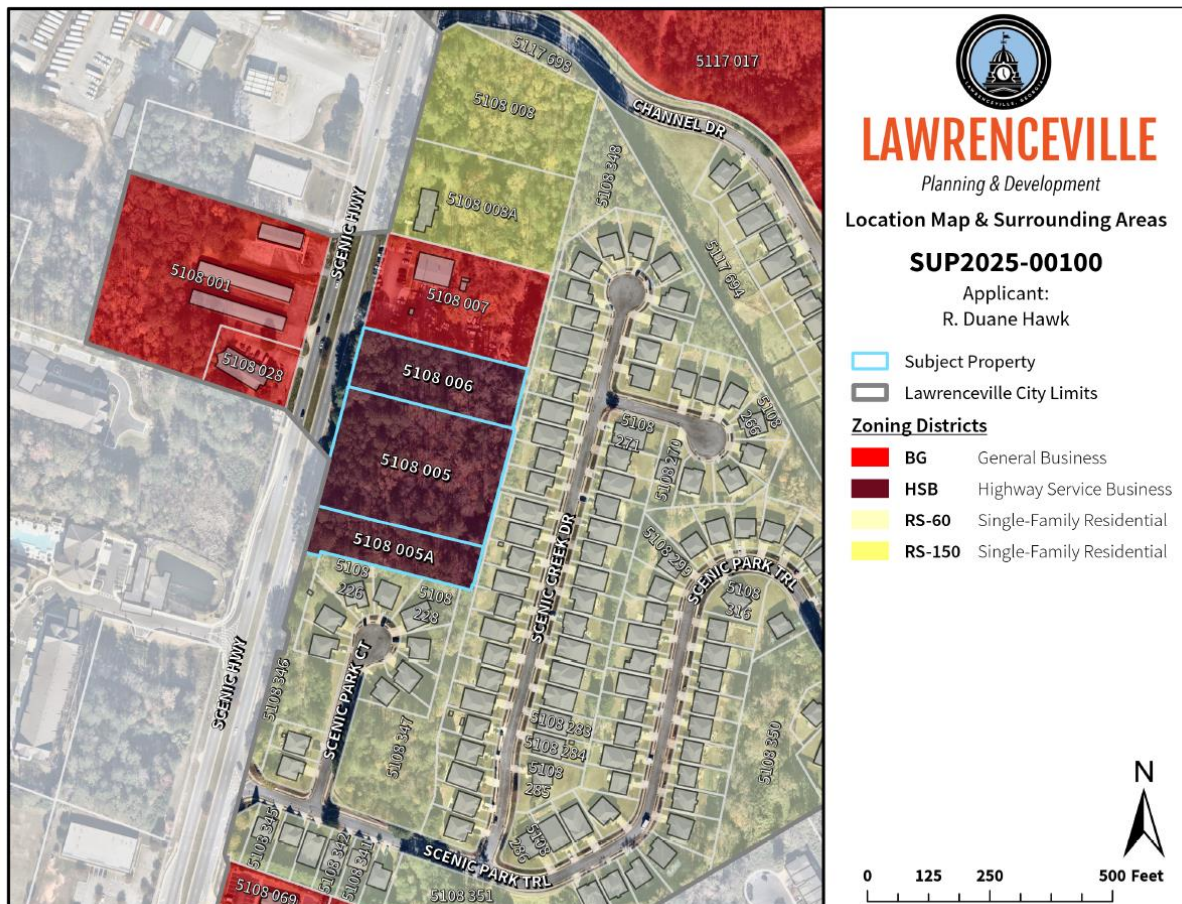 5117 698
5117 017
5108 008
CHANNEL DR
5108 348
5108 008A
SCENIC HWY
5108 001
5108 007
5117 694
5108 028
5108 006
5108 266
5108 271
5108 270
5108 005
SCENIC CREEK DR
5108 005A
5108 293
SCENIC PARK TRL
5108 226
5108 228
5108 316
SCENIC HWY
5108 346
SCENIC PARK CT
5108 347
5108 283
5108 284
5108 285
5108 350
5108 345
5108 342
5108 341
5108 286
SCENIC PARK TRL
5108 351
5108 069
LAWRENCEVILLE, GEORGIA
LAWRENCEVILLE
Planning & Development
Location Map & Surrounding Areas
SUP2025-00100
Applicant:
R. Duane Hawk
Subject Property
Lawrenceville City Limits
Zoning Districts
BG General Business
HSB Highway Service Business
RS-60 Single-Family Residential
RS-150 Single-Family Residential
N
0 125 250 500 Feet